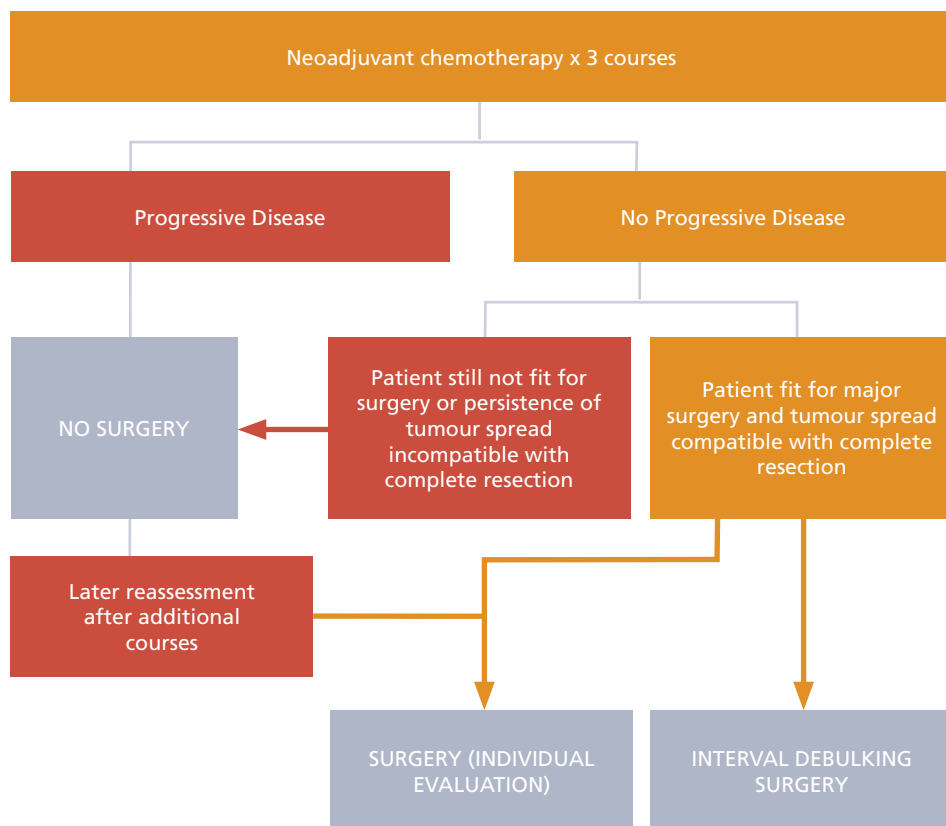 Neoadjuvant chemotherapy x 3 courses
Progressive Disease
No Progressive Disease
NO SURGERY
Patient still not fit for
surgery or persistence of
tumour spread
incompatible with
complete resection
Patient fit for major
surgery and tumour spread
compatible with complete
resection
Later reassessment
after additional
courses
SURGERY (INDIVIDUAL
EVALUATION)
INTERVAL DEBULKING
SURGERY